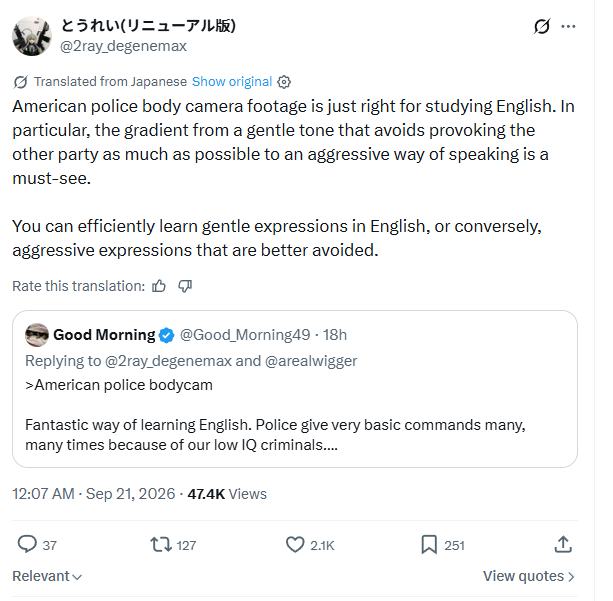 とうれい(リニューアル版)
@2ray_degenemax
Translated from Japanese Show original
American police body camera footage is just right for studying English. In
particular, the gradient from a gentle tone that avoids provoking the
other party as much as possible to an aggressive way of speaking is a
must-see.
You can efficiently learn gentle expressions in English, or conversely,
aggressive expressions that are better avoided.
Rate this translation:
Good Morning @Good_Morning49 · 18h
Replying to @2ray_degenemax and @arealwigger
>American police bodycam
Fantastic way of learning English. Police give very basic commands many,
many times because of our low IQ criminals....
12:07 AM · Sep 21, 2026 · 47.4K Views
37 127 2.1K 251
Relevant View quotes